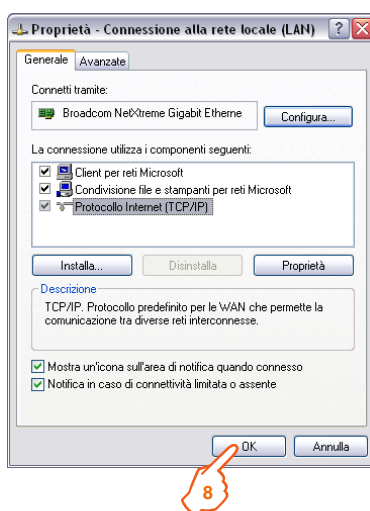 Proprietà - Connessione alla rete locale (LAN)
Generale Avanzate
Connetti tramite:
Broadcom NetXtreme Gigabit Etherne Configura...
La connessione utilizza i componenti seguenti:
Client per reti Microsoft
Condivisione file e stampanti per reti Microsoft
Protocollo Internet (TCP/IP)
Installa... Disinstalla Proprietà
Descrizione
TCP/IP. Protocollo predefinito per le WAN che permette la
comunicazione tra diverse reti interconnesse.
Mostra un'icona sull'area di notifica quando connesso
Notifica in caso di connettività limitata o assente
OK Annulla
8